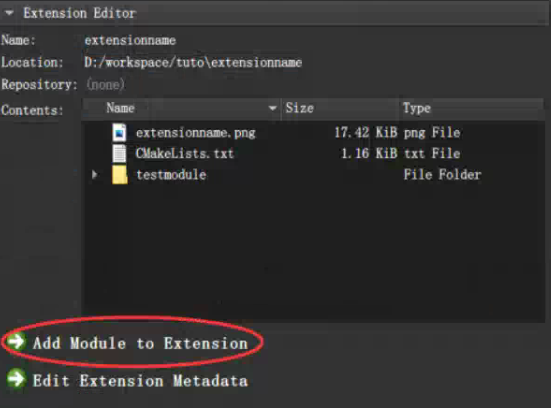 Extension Editor
Name: extensionname
Location: D:/workspace/tuto\extensionname
Repository: (none)
Contents: Name Size Type
extensionname.png 17.42 KiB png File
CMakeLists.txt 1.16 KiB txt File
testmodule File Folder
Add Module to Extension
Edit Extension Metadata